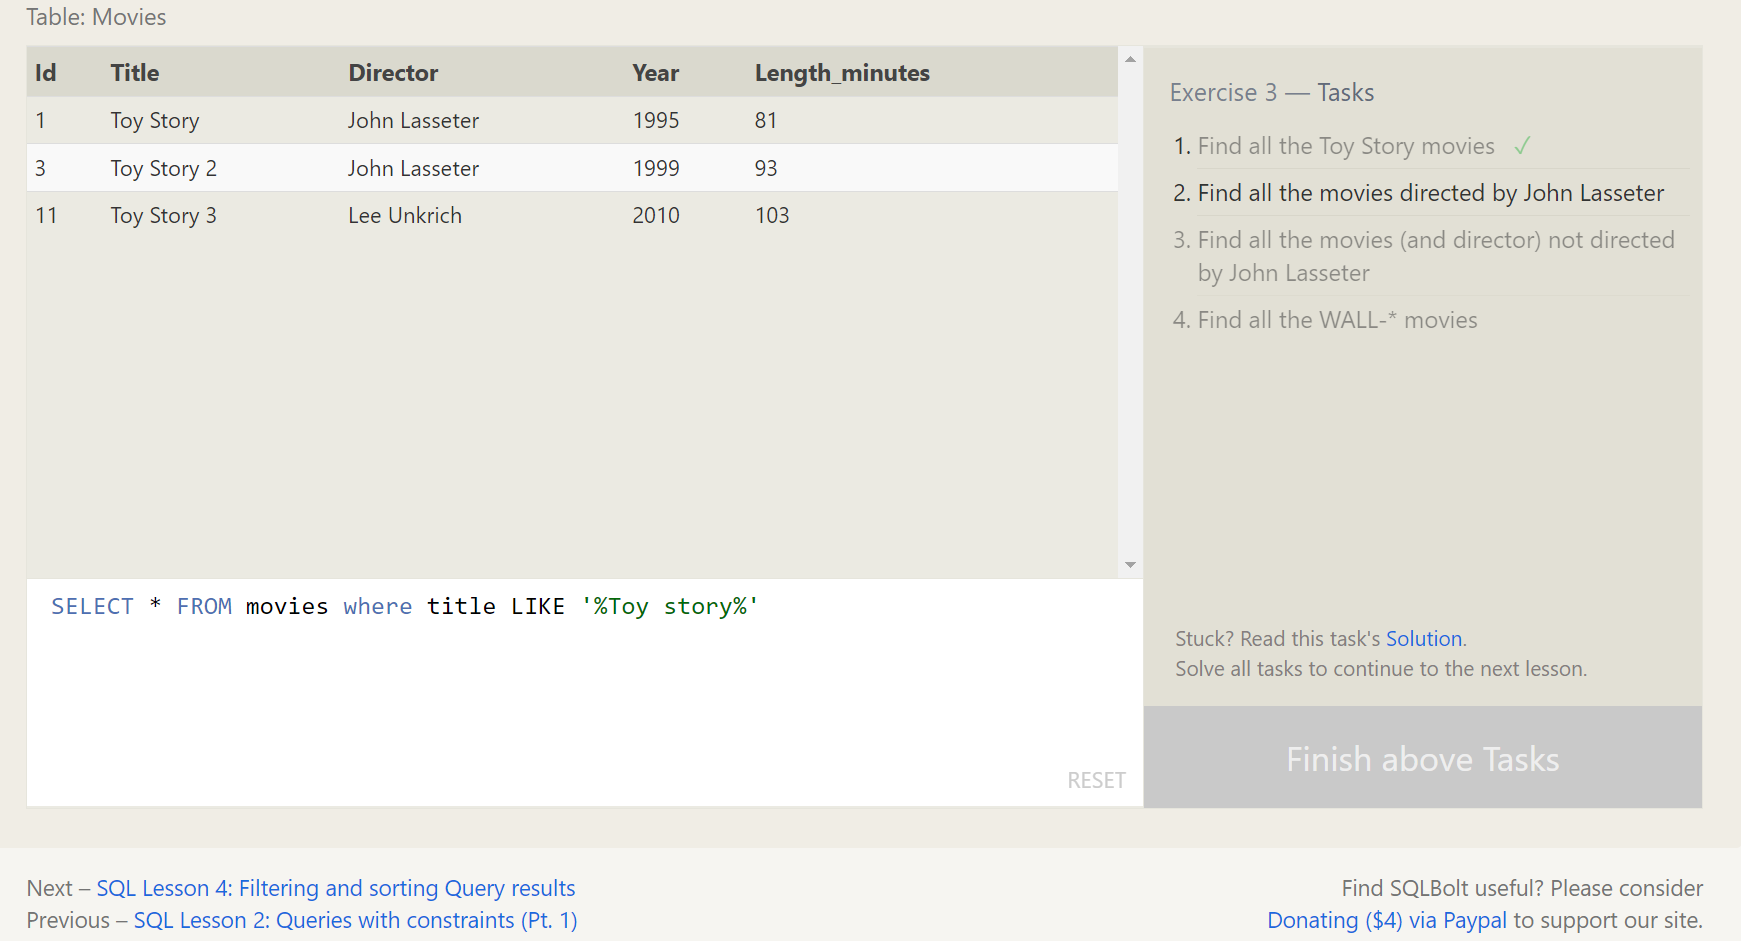 Table: Movies
Id Title Director Year Length_minutes
1 Toy Story John Lasseter 1995 81
3 Toy Story 2 John Lasseter 1999 93
11 Toy Story 3 Lee Unkrich 2010 103
SELECT * FROM movies where title LIKE '%Toy story%'
RESET
Exercise 3 — Tasks
1. Find all the Toy Story movies ✓
2. Find all the movies directed by John Lasseter
3. Find all the movies (and director) not directed
by John Lasseter
4. Find all the WALL-* movies
Stuck? Read this task's Solution.
Solve all tasks to continue to the next lesson.
Finish above Tasks
Next – SQL Lesson 4: Filtering and sorting Query results
Previous – SQL Lesson 2: Queries with constraints (Pt. 1)
Find SQLBolt useful? Please consider
Donating ($4) via Paypal to support our site.